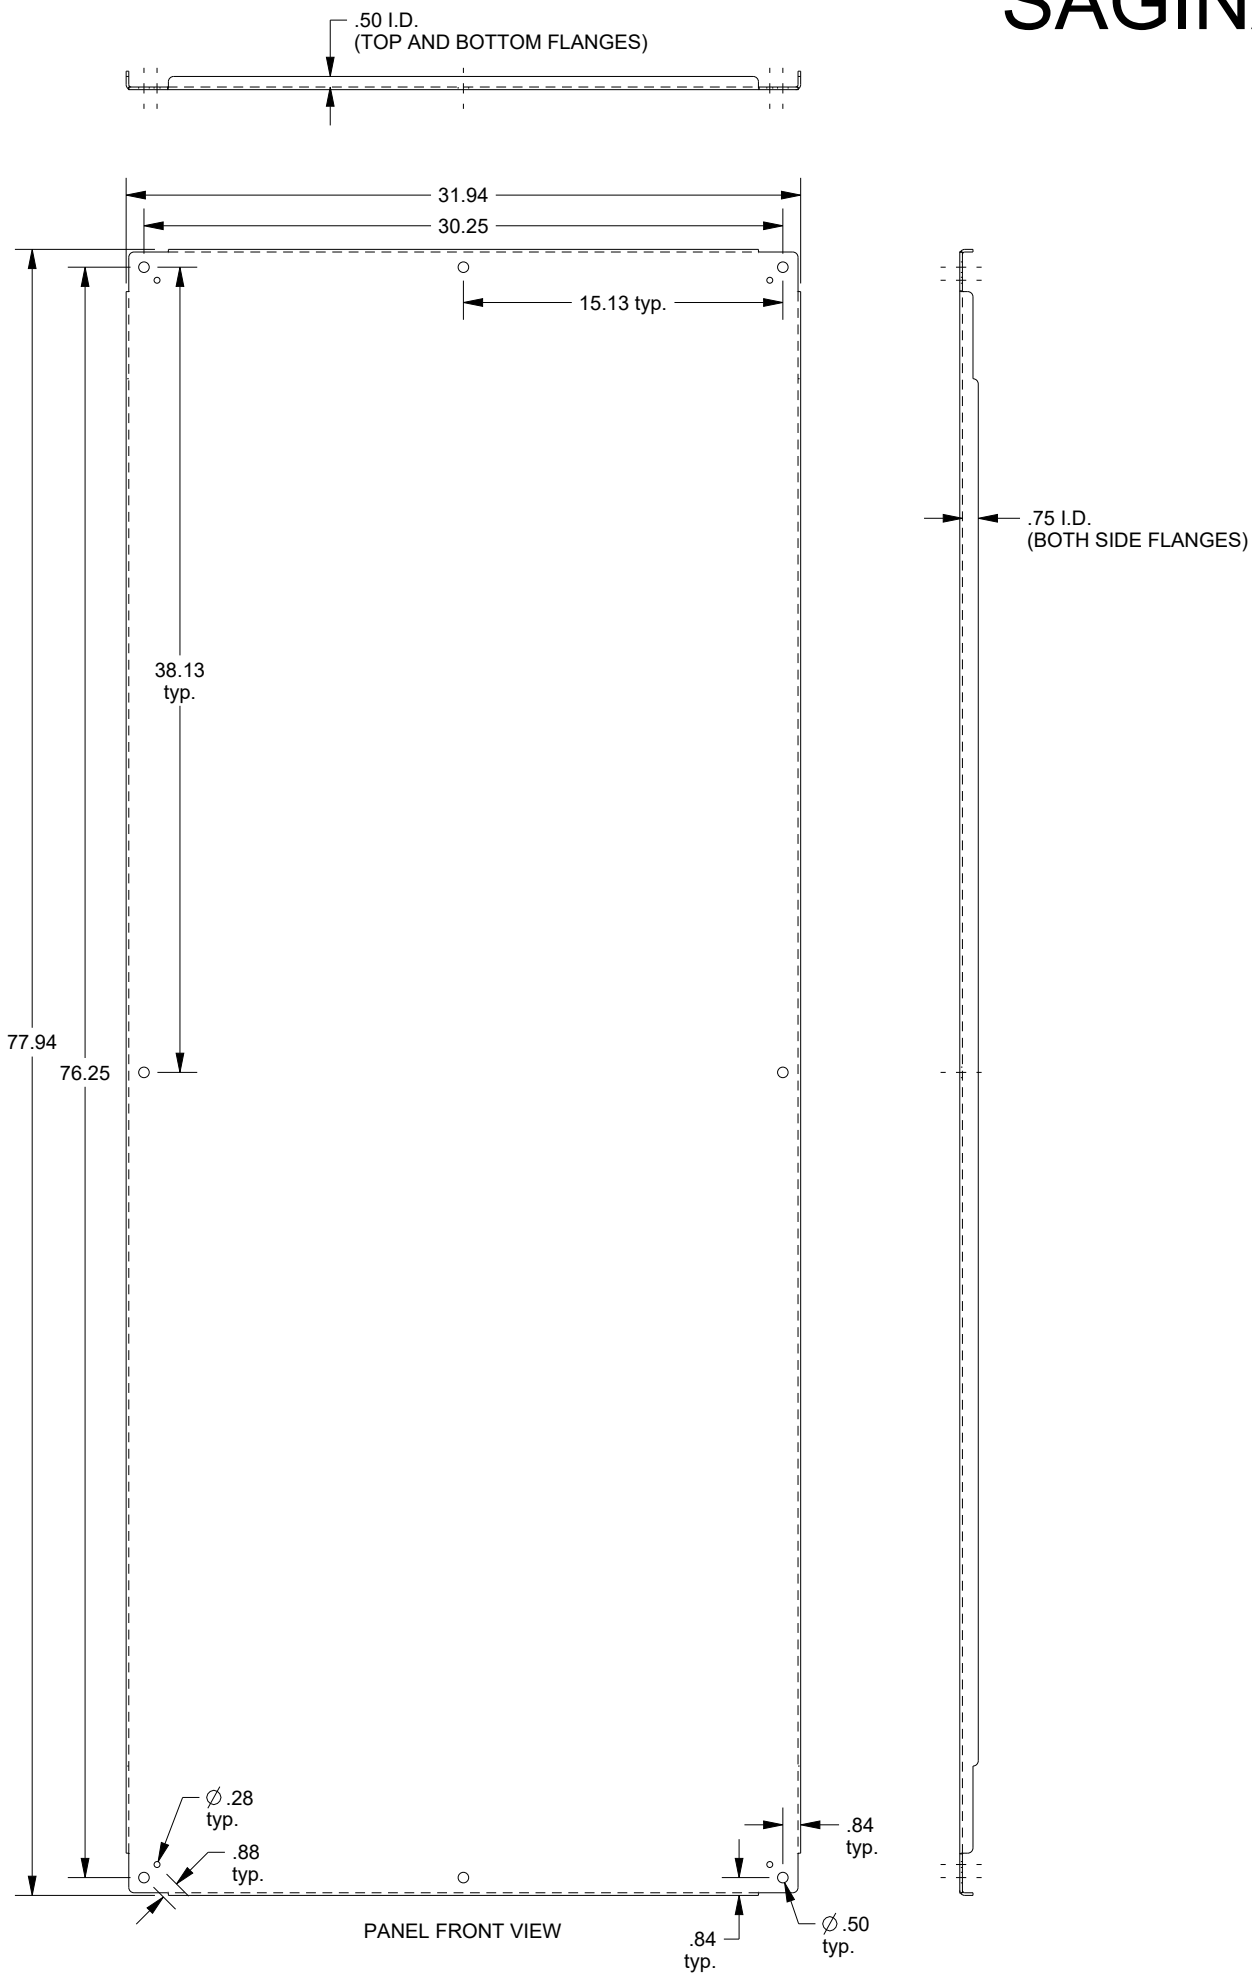 .50 I.D.
(TOP AND BOTTOM FLANGES)
31.94
30.25
15.13 typ.
.75 I.D.
(BOTH SIDE FLANGES)
38.13
typ.
77.94
76.25
Ø .28
typ.
.88
typ.
.84
typ.
PANEL FRONT VIEW
.84
typ.
Ø .50
typ.